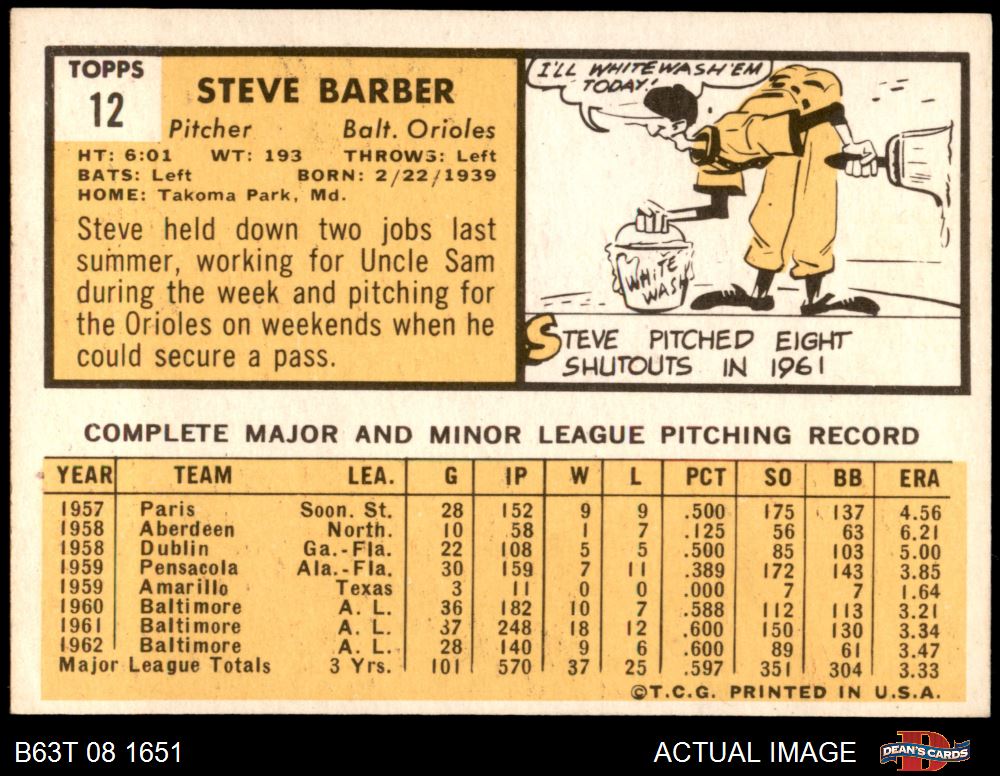 TOPPS
12
STEVE BARBER
Pitcher Balt. Orioles
HT: 6:01 WT: 193 THROWS: Left
BATS: Left BORN: 2/22/1939
HOME: Takoma Park, Md.
Steve held down two jobs last
summer, working for Uncle Sam
during the week and pitching for
the Orioles on weekends when he
could secure a pass.
I'LL WHITEWASH 'EM
TODAY!
WHITE
WASH
STEVE PITCHED EIGHT
SHUTOUTS IN 1961
COMPLETE MAJOR AND MINOR LEAGUE PITCHING RECORD
YEAR TEAM LEA. G IP W L PCT SO BB ERA
1957 Paris Soon. St. 28 152 9 9 .500 175 137 4.56
1958 Aberdeen North. 10 58 1 7 .125 56 63 6.21
1958 Dublin Ga.-Fla. 22 108 5 5 .500 85 103 5.00
1959 Pensacola Ala.-Fla. 30 159 7 11 .389 172 143 3.85
1959 Amarillo Texas 3 11 0 0 .000 7 7 1.64
1960 Baltimore A. L. 36 182 10 7 .588 112 113 3.21
1961 Baltimore A. L. 37 248 18 12 .600 150 130 3.34
1962 Baltimore A. L. 28 140 9 6 .600 89 61 3.47
Major League Totals 3 Yrs. 101 570 37 25 .597 351 304 3.33
©T.C.G. PRINTED IN U.S.A.
B63T 08 1651 ACTUAL IMAGE DEAN'S CARDS